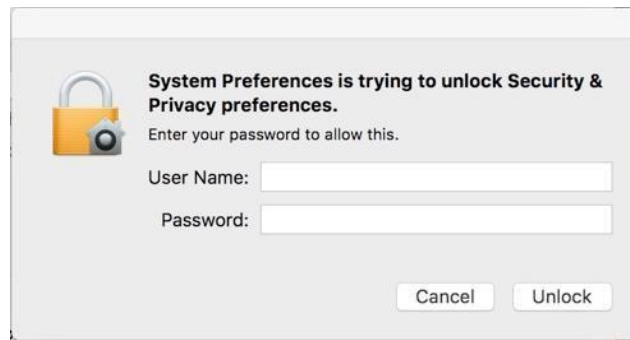 System Preferences is trying to unlock Security &
Privacy preferences.
Enter your password to allow this.
User Name:
Password:
Cancel
Unlock